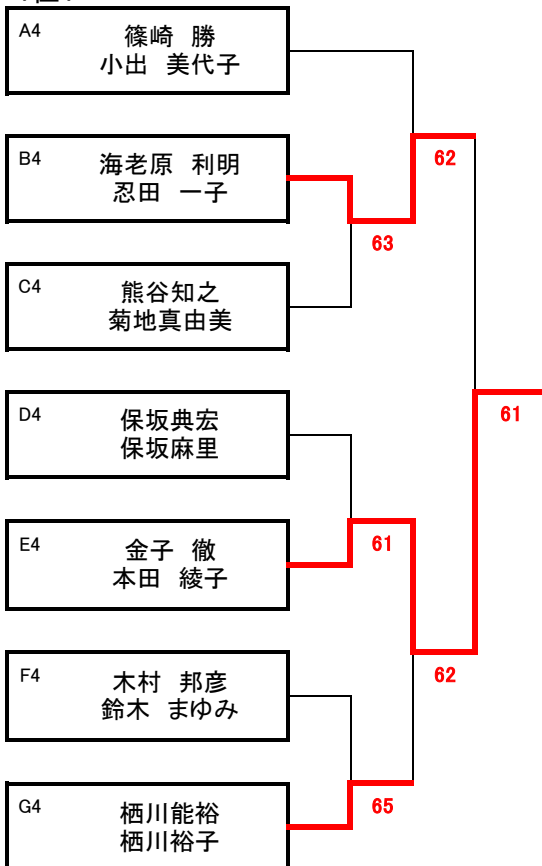 A4
篠崎　勝
小出　美代子
62
B4
海老原　利明
忍田　一子
63
C4
熊谷知之
菊地真由美
61
D4
保坂典宏
保坂麻里
61
E4
金子　徹
本田　綾子
62
F4
木村　邦彦
鈴木　まゆみ
65
G4
栖川能裕
栖川裕子